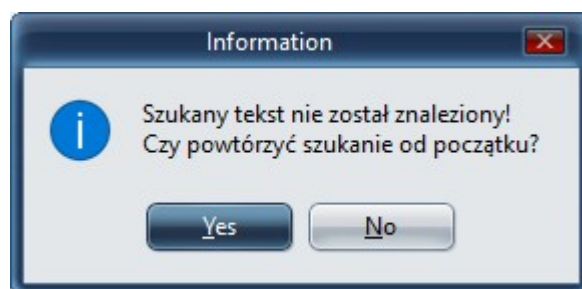 Information
Szukany tekst nie został znaleziony!
Czy powtórzyć szukanie od początku?
Yes
No